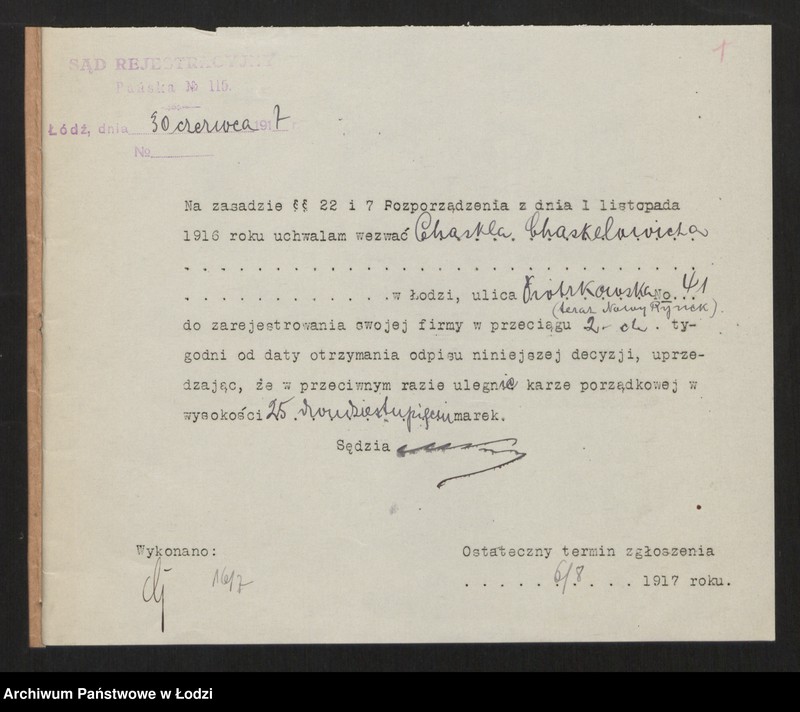 1
SĄD REJESTRACYJNY
Pańska № 115.
Łódź, dnia 30 czerwca 1917
№
Na zasadzie §§ 22 i 7 Rozporządzenia z dnia 1 listopada
1916 roku uchwalam wezwać Chaskla Chaskelowicza
. . . . . . . . . . . . . . . . . . . . . . . . . . . . . . . . .
. . . . . . . . . . . . . w Łodzi, ulica Piotrkowska No. 41
(teraz Nowy Rynek)
do zarejestrowania swojej firmy w przeciągu 2-ch . ty-
godni od daty otrzymania odpisu niniejszej decyzji, uprze-
dzając, że w przeciwnym razie ulegnie karze porządkowej w
wysokości 25 dwudziestupięciu marek.
Sędzia
Wykonano:
16/7
Ostateczny termin zgłoszenia
. . . . . 6/8 . . . 1917 roku.
Archiwum Państwowe w Łodzi